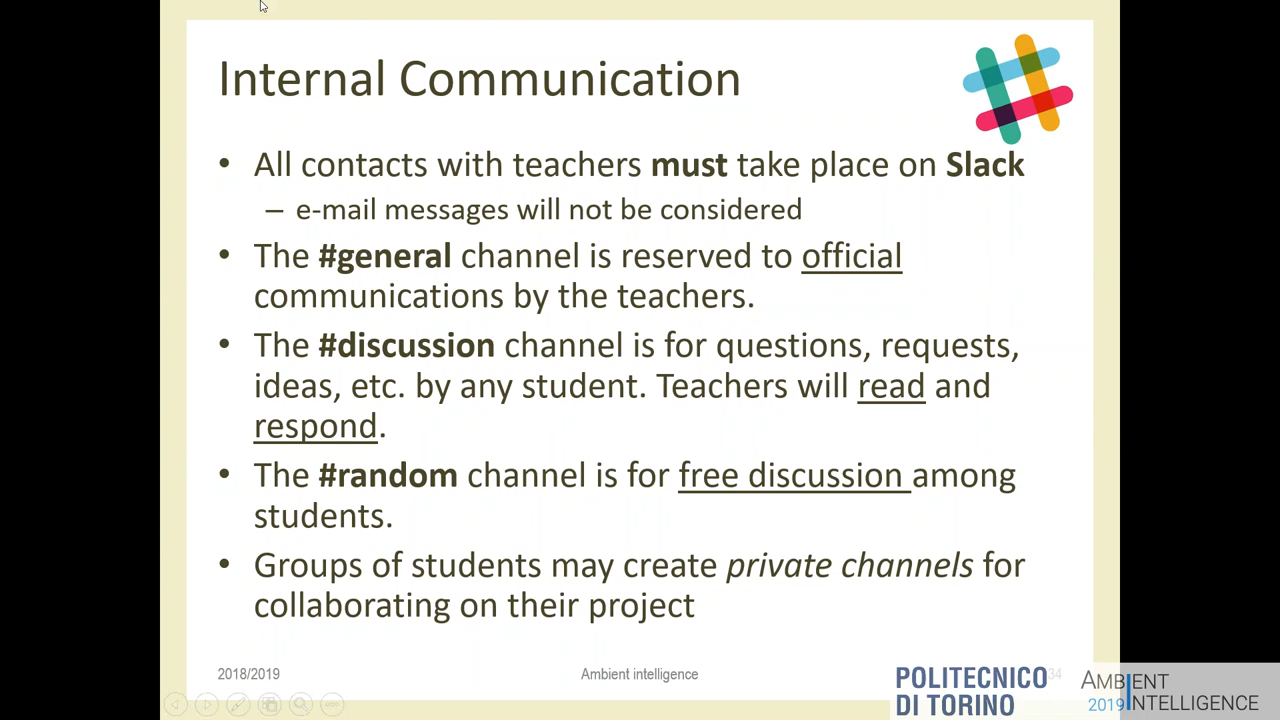 Internal Communication
• All contacts with teachers must take place on Slack
– e-mail messages will not be considered
• The #general channel is reserved to official
communications by the teachers.
• The #discussion channel is for questions, requests,
ideas, etc. by any student. Teachers will read and
respond.
• The #random channel is for free discussion among
students.
• Groups of students may create private channels for
collaborating on their project
2018/2019
Ambient intelligence
34
POLITECNICO
DI TORINO
AMBIENT
2019 INTELLIGENCE